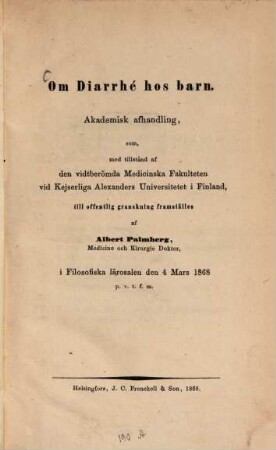 Om Diarrhé hos barn.
Akademisk afhandling,
som,
med tillstånd af
den vidtberömda Medicinska Fakulteten
vid Kejserliga Alexanders Universitetet i Finland,
till offentlig granskning framställes
af
Albert Palmberg,
Medicine och Kirurgie Doktor,
i Filosofiska lärosalen den 4 Mars 1868
p. v. t. f. m.
Helsingfors, J. C. Frenckell & Son, 1868.